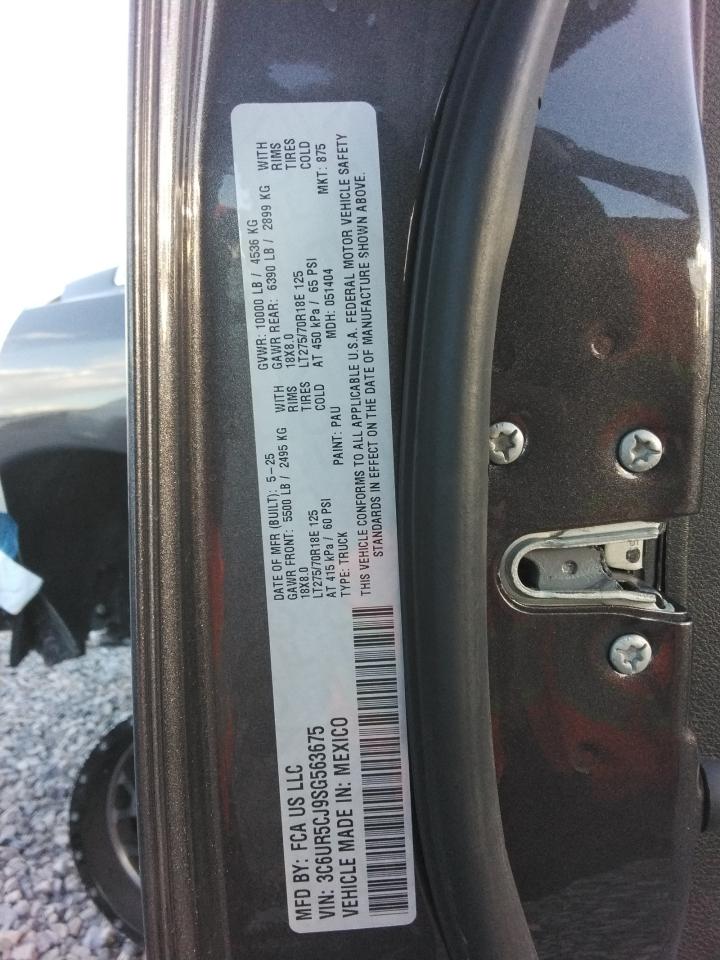 MFD BY: FCA US LLC
VIN: 3C6UR5CJ9SG563675
VEHICLE MADE IN: MEXICO
DATE OF MFR (BUILT): 5-25 GVWR: 10000 LB / 4536 KG
GAWR FRONT: 5500 LB / 2495 KG WITH GAWR REAR: 6390 LB / 2899 KG WITH
18X8.0 RIMS 18X8.0 RIMS
LT275/70R18E 125 TIRES LT275/70R18E 125 TIRES
AT 415 kPa / 60 PSI COLD AT 450 kPa / 65 PSI COLD
TYPE: TRUCK PAINT: PAU MDH: 051404 MKT: 875
THIS VEHICLE CONFORMS TO ALL APPLICABLE U.S.A. FEDERAL MOTOR VEHICLE SAFETY
STANDARDS IN EFFECT ON THE DATE OF MANUFACTURE SHOWN ABOVE.